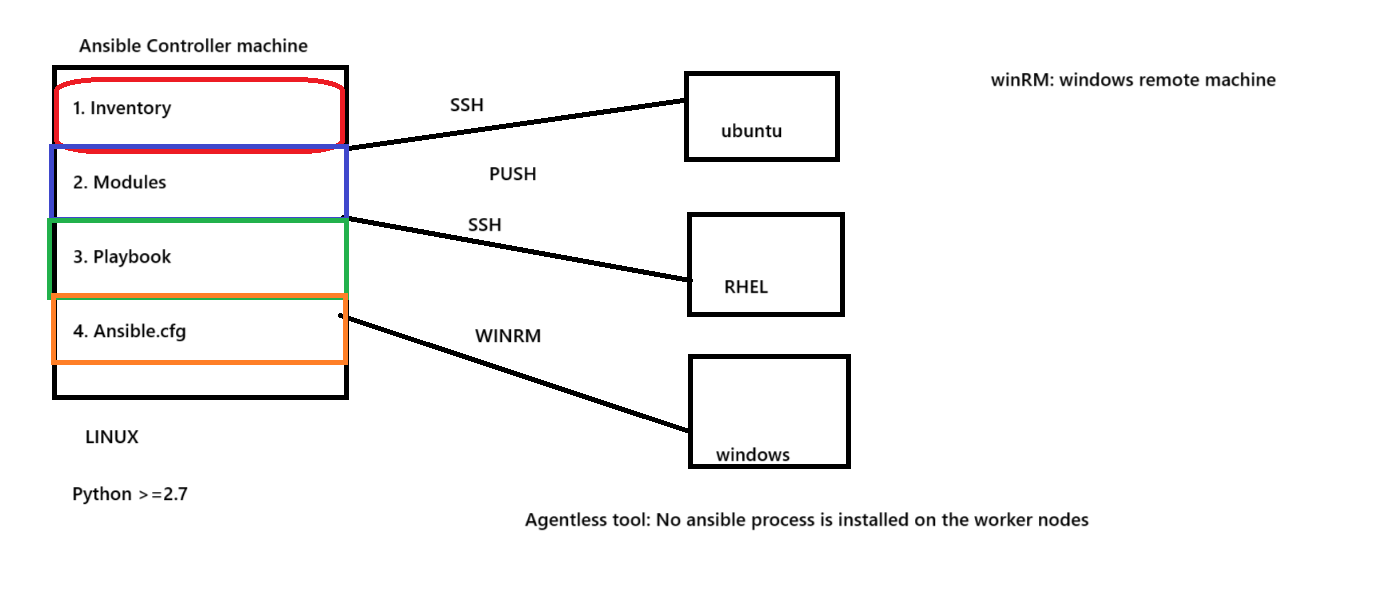 Ansible Controller machine
1. Inventory
2. Modules
3. Playbook
4. Ansible.cfg
LINUX
Python >=2.7
SSH
PUSH
SSH
WINRM
ubuntu
RHEL
windows
winRM: windows remote machine
Agentless tool: No ansible process is installed on the worker nodes